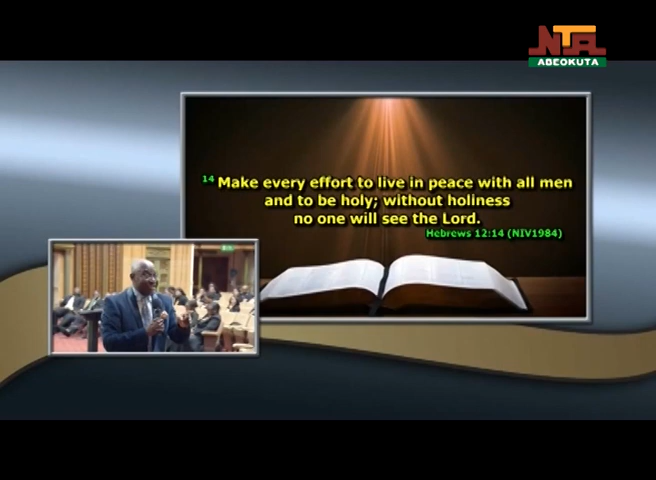 NTA
ABEOKUTA
14 Make every effort to live in peace with all men
and to be holy; without holiness
no one will see the Lord.
Hebrews 12:14 (NIV1984)